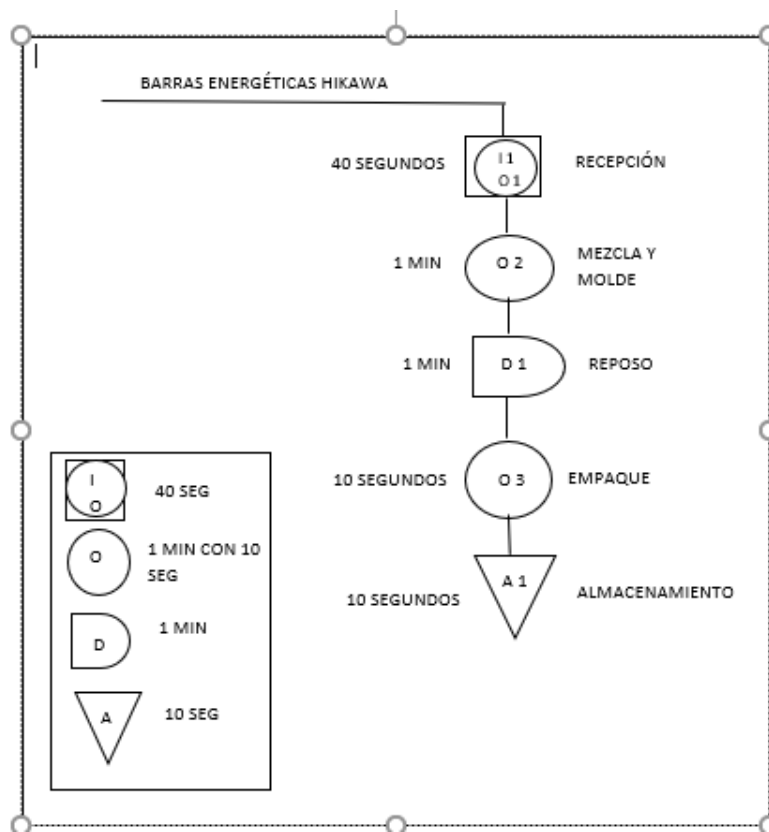 BARRAS ENERGÉTICAS HIKAWA
40 SEGUNDOS
I 1
O 1
RECEPCIÓN
1 MIN
O 2
MEZCLA Y
MOLDE
1 MIN
D 1
REPOSO
10 SEGUNDOS
O 3
EMPAQUE
10 SEGUNDOS
A 1
ALMACENAMIENTO
I
O
40 SEG
O
1 MIN CON 10
SEG
D
1 MIN
A
10 SEG